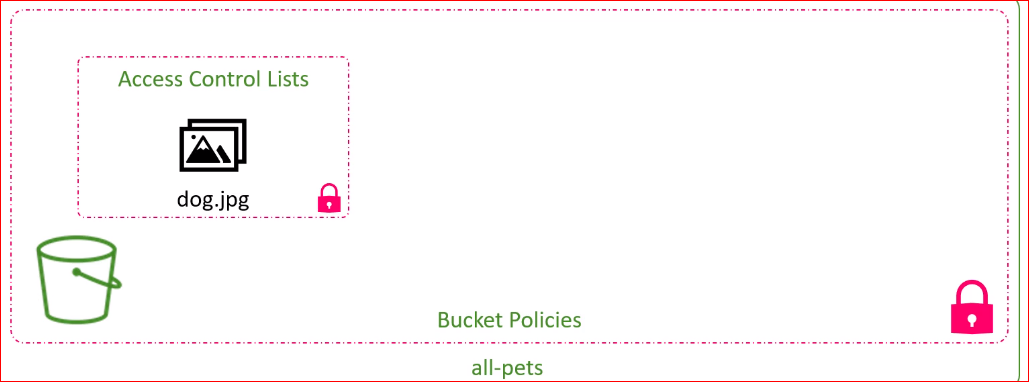 Access Control Lists
dog.jpg
Bucket Policies
all-pets